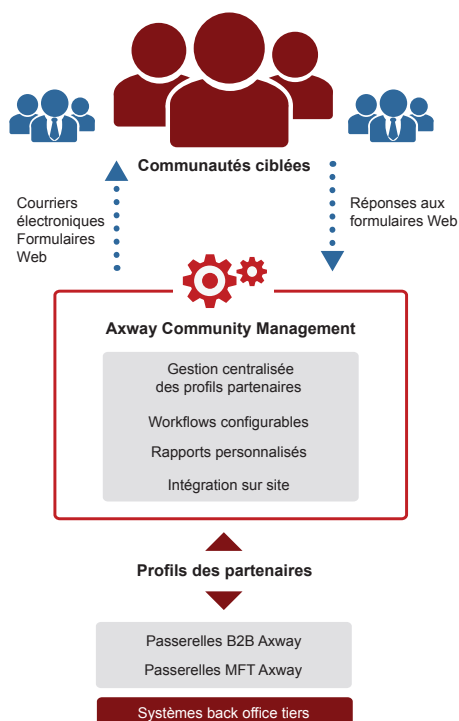 Communautés ciblées
Courriers
électroniques
Formulaires
Web
Réponses aux
formulaires Web
Axway Community Management
Gestion centralisée
des profils partenaires
Workflows configurables
Rapports personnalisés
Intégration sur site
Profils des partenaires
Passerelles B2B Axway
Passerelles MFT Axway
Systèmes back office tiers